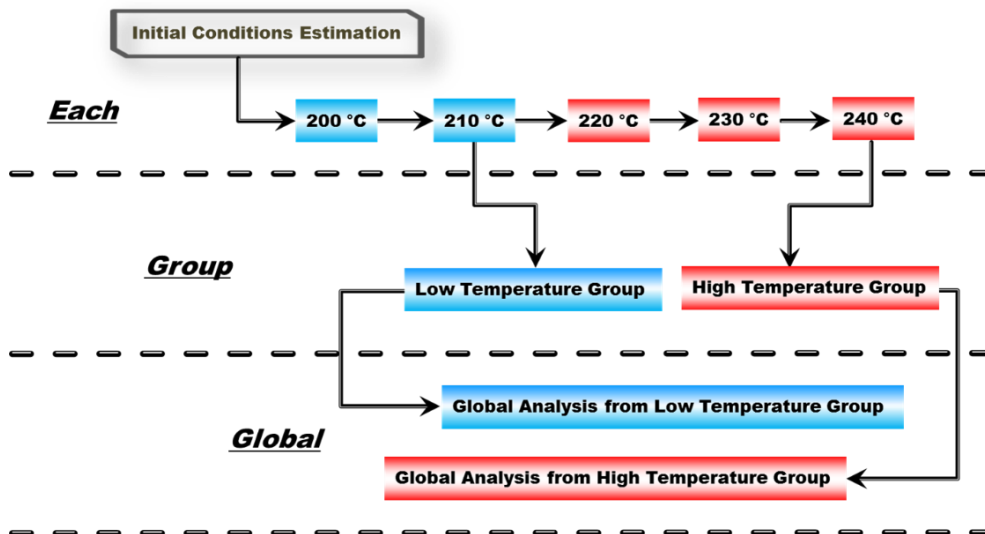 Initial Conditions Estimation
Each
200 °C
210 °C
220 °C
230 °C
240 °C
Group
Low Temperature Group
High Temperature Group
Global Analysis from Low Temperature Group
Global
Global Analysis from High Temperature Group